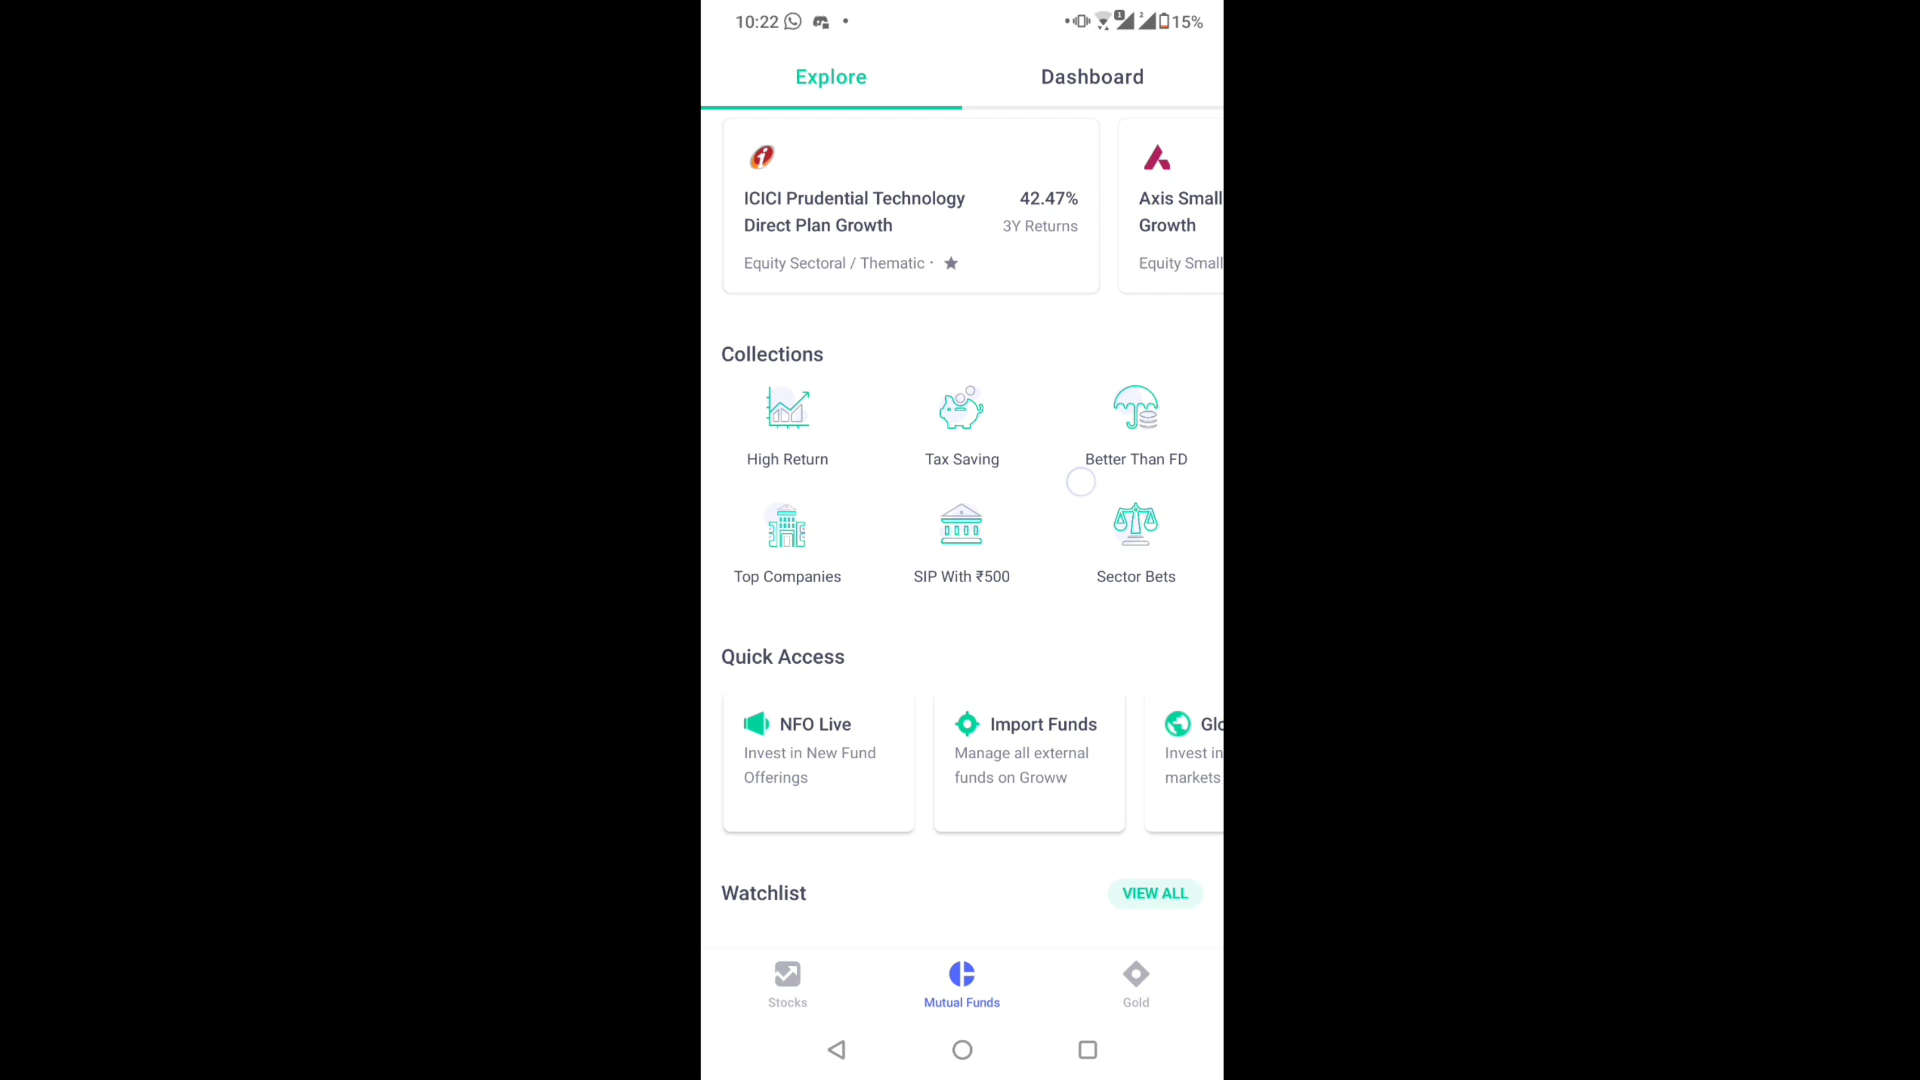 10:22
15%
Explore
Dashboard
ICICI Prudential Technology
Direct Plan Growth
42.47%
3Y Returns
Equity Sectoral / Thematic ·
Axis Small
Growth
Equity Small
Collections
High Return
Tax Saving
Better Than FD
Top Companies
SIP With ₹500
Sector Bets
Quick Access
NFO Live
Invest in New Fund
Offerings
Import Funds
Manage all external
funds on Groww
Glo
Invest in
markets
Watchlist
VIEW ALL
Stocks
Mutual Funds
Gold